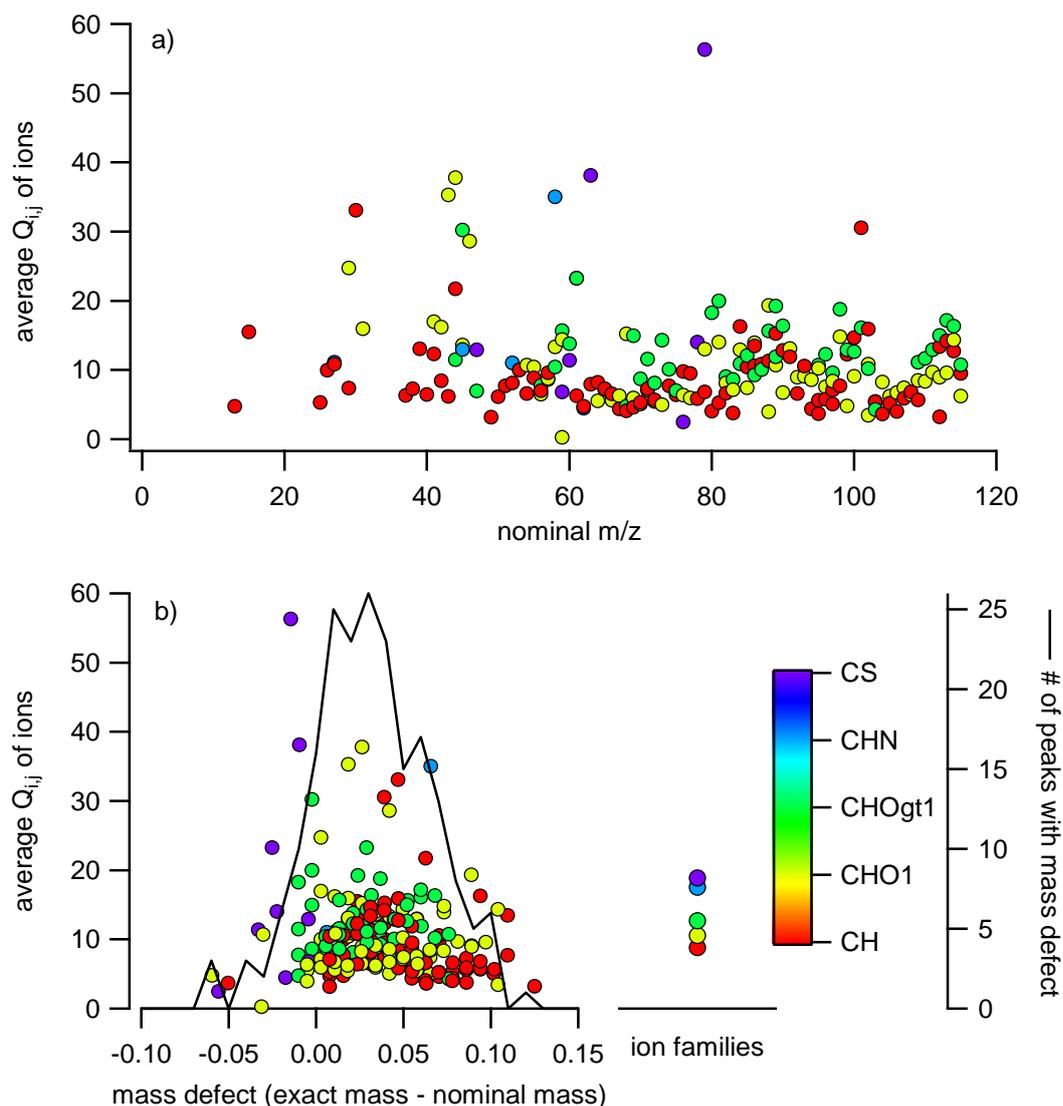 a)
60
50
40
30
20
10
0
average Qi,j of ions
0 20 40 60 80 100 120
nominal m/z
b)
60
50
40
30
20
10
0
average Qi,j of ions
-0.10 -0.05 0.00 0.05 0.10 0.15
mass defect (exact mass - nominal mass)
ion families
CS
CHN
CHOgt1
CHO1
CH
25
20
15
10
5
0
# of peaks with mass defect